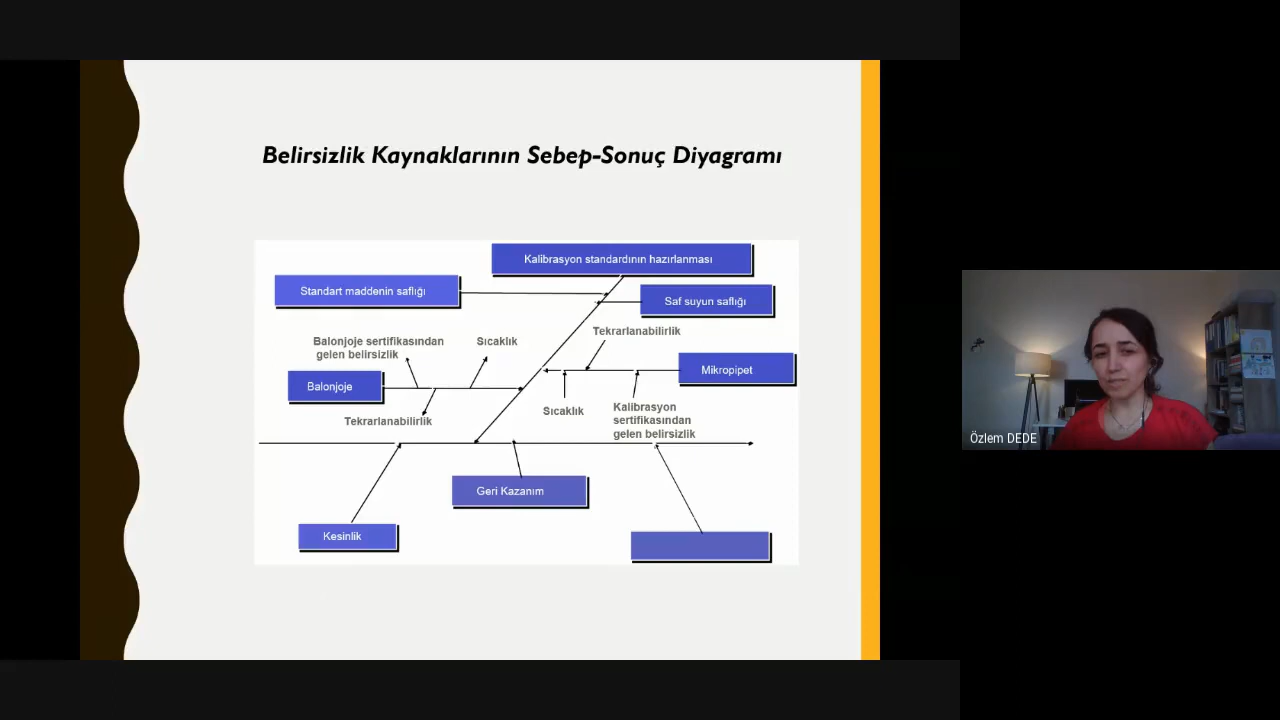 Belirsizlik Kaynaklarının Sebep-Sonuç Diyagramı
Kalibrasyon standardının hazırlanması
Standart maddenin saflığı
Saf suyun saflığı
Tekrarlanabilirlik
Balonjoje sertifikasından
gelen belirsizlik
Sıcaklık
Mikropipet
Balonjoje
Sıcaklık
Kalibrasyon
sertifikasından
gelen belirsizlik
Tekrarlanabilirlik
Geri Kazanım
Kesinlik
Özlem DEDE